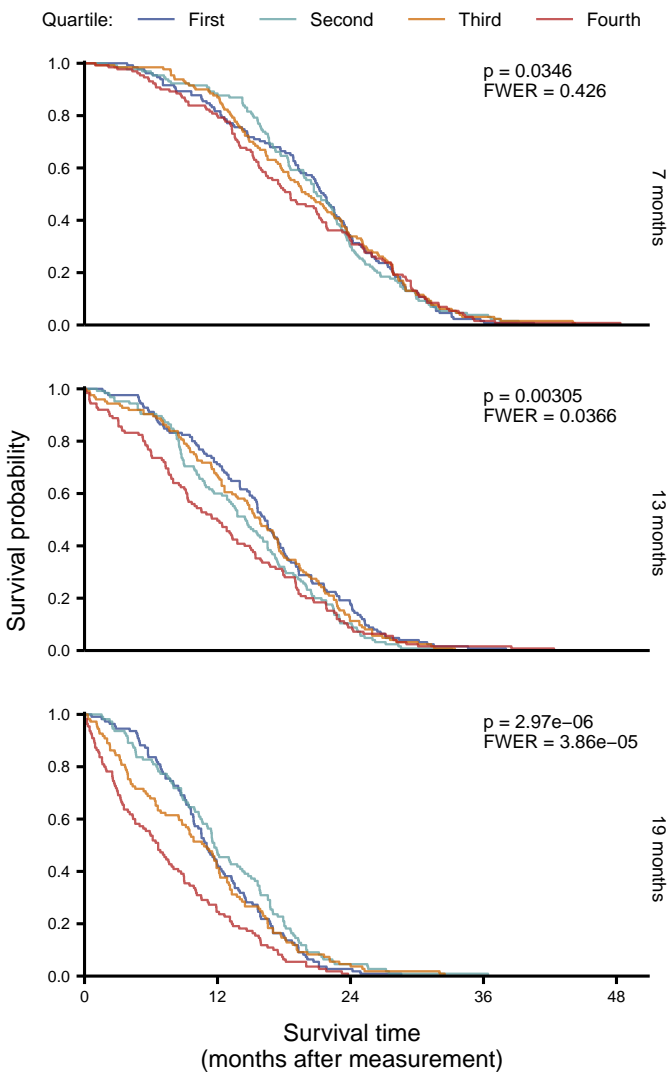 Quartile: First Second Third Fourth
p = 0.0346
FWER = 0.426
1.0
0.8
0.6
0.4
0.2
0.0
7 months
p = 0.00305
FWER = 0.0366
1.0
0.8
0.6
0.4
0.2
0.0
13 months
Survival probability
p = 2.97e−06
FWER = 3.86e−05
1.0
0.8
0.6
0.4
0.2
0.0
19 months
0 12 24 36 48
Survival time
(months after measurement)